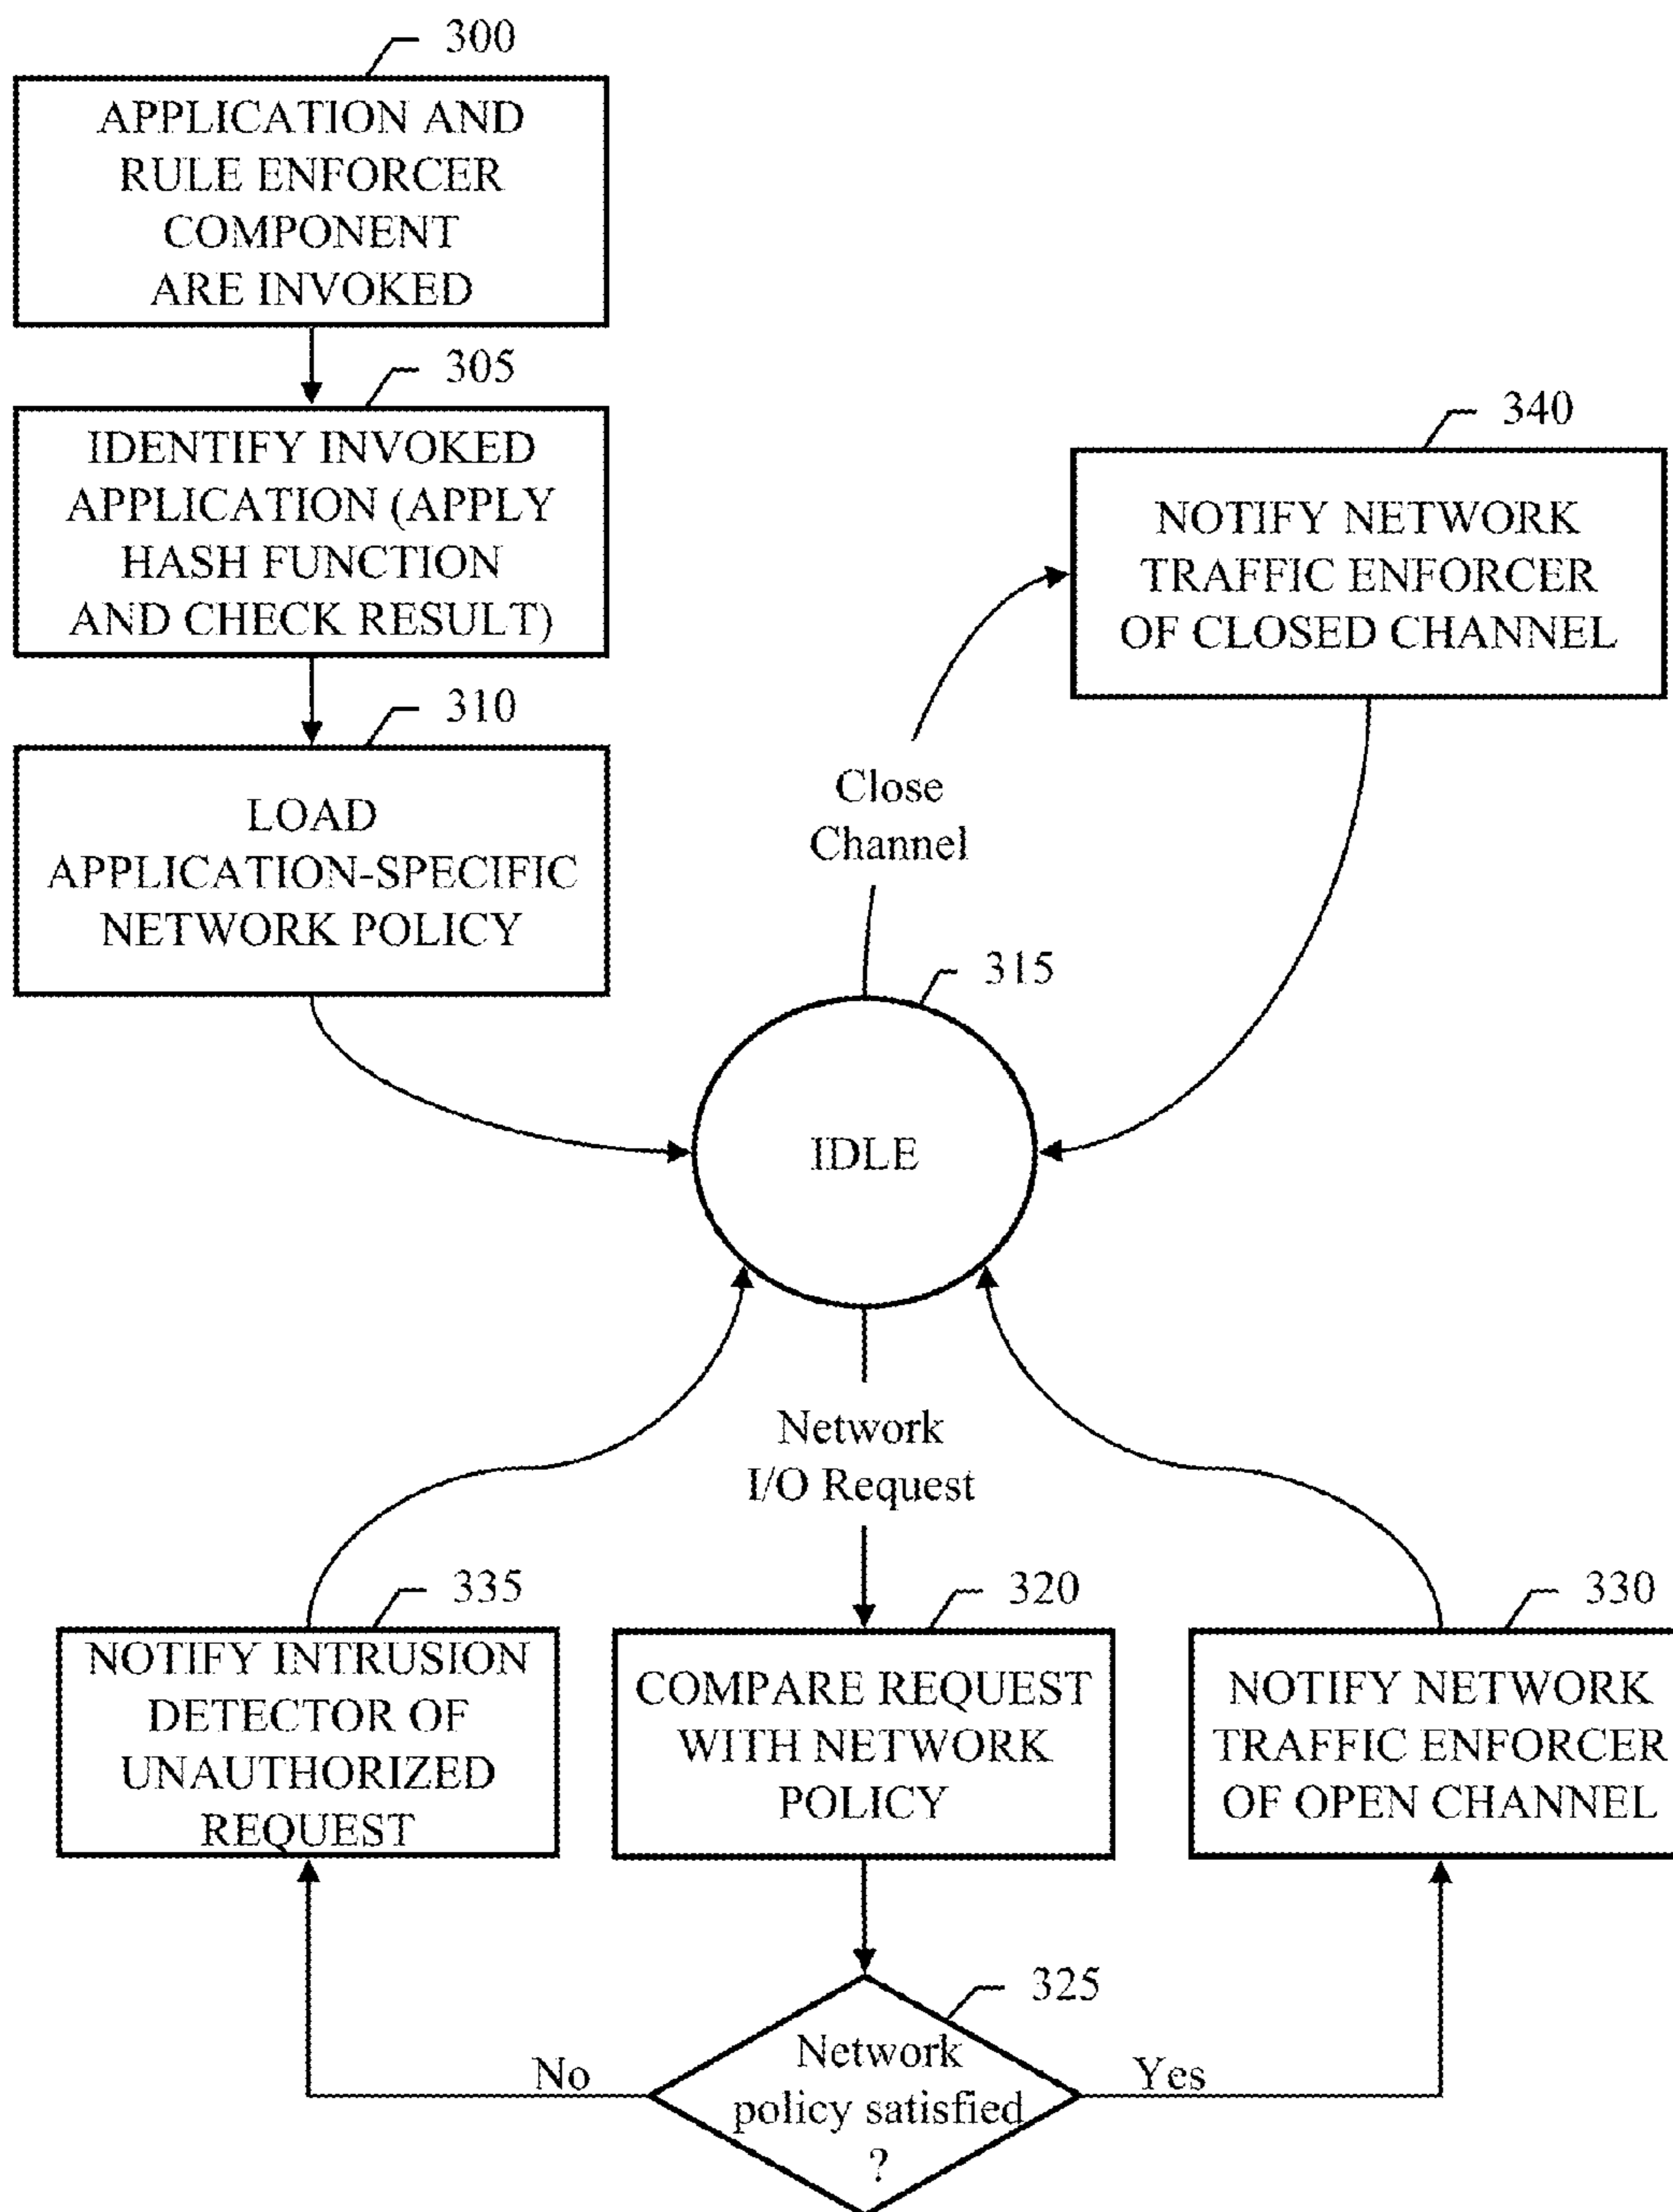 300
APPLICATION AND
RULE ENFORCER
COMPONENT
ARE INVOKED
305
IDENTIFY INVOKED
APPLICATION (APPLY
HASH FUNCTION
AND CHECK RESULT)
310
LOAD
APPLICATION-SPECIFIC
NETWORK POLICY
340
NOTIFY NETWORK
TRAFFIC ENFORCER
OF CLOSED CHANNEL
Close
Channel
315
IDLE
Network
I/O Request
335
NOTIFY INTRUSION
DETECTOR OF
UNAUTHORIZED
REQUEST
320
COMPARE REQUEST
WITH NETWORK
POLICY
330
NOTIFY NETWORK
TRAFFIC ENFORCER
OF OPEN CHANNEL
325
Network
policy satisfied
?
No
Yes